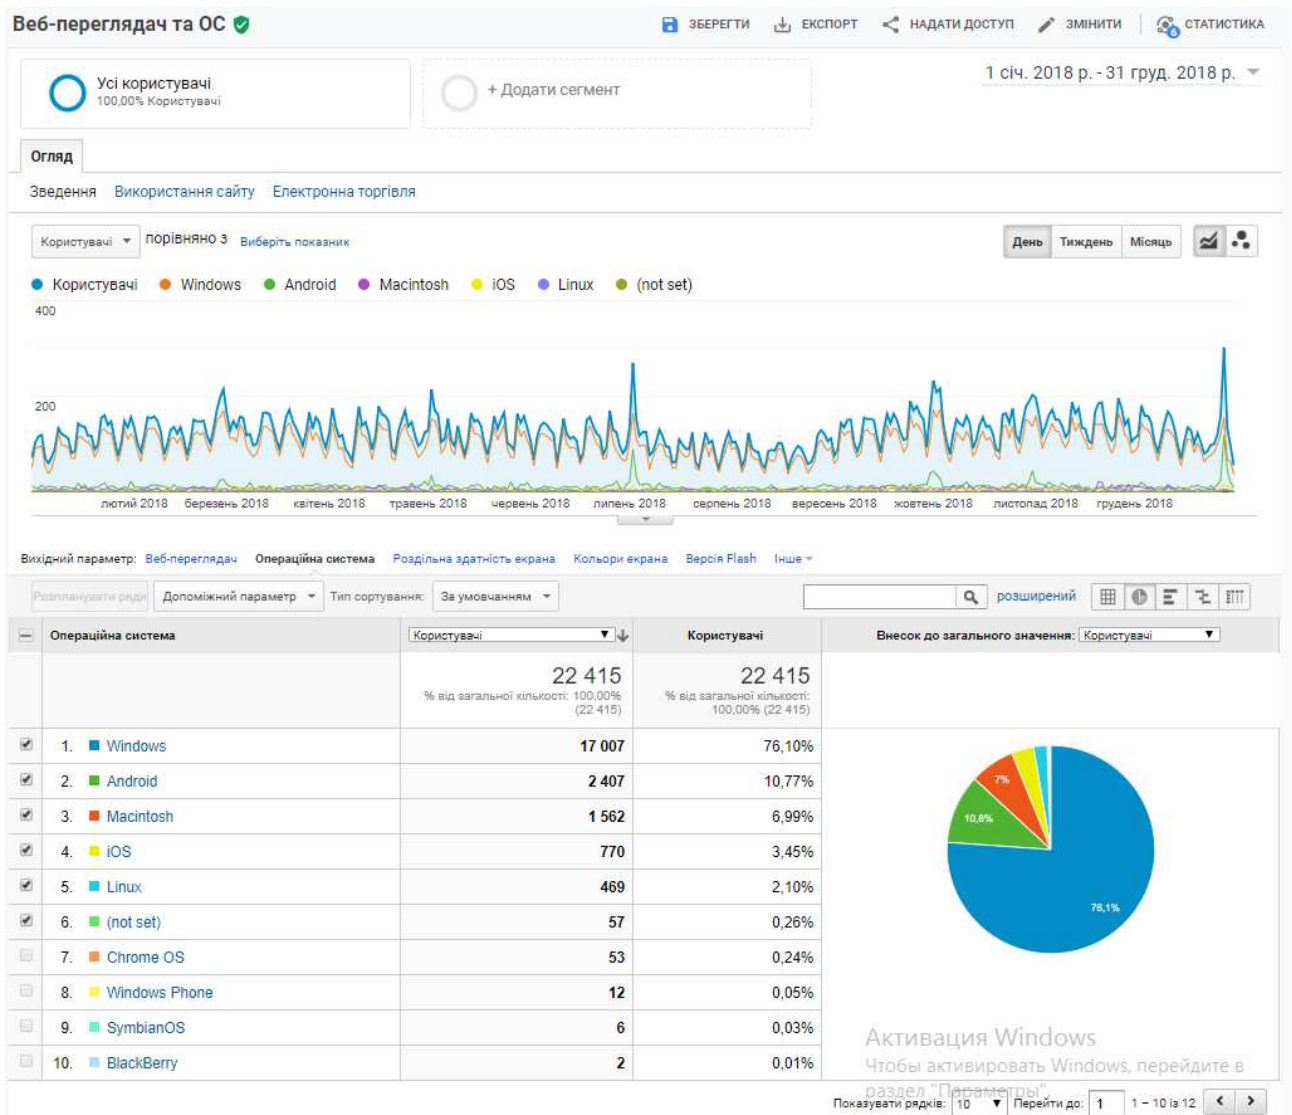 Веб-переглядач та ОС
ЗБЕРЕГТИ ЕКСПОРТ НАДАТИ ДОСТУП ЗМІНИТИ 6 СТАТИСТИКА
Усі користувачі
100,00% Користувачі
+ Додати сегмент
1 січ. 2018 р. - 31 груд. 2018 р.
Огляд
Зведення Використання сайту Електронна торгівля
Користувачі порівняно з Виберіть показник
День Тиждень Місяць
Користувачі Windows Android Macintosh iOS Linux (not set)
400
200
лютий 2018 березень 2018 квітень 2018 травень 2018 червень 2018 липень 2018 серпень 2018 вересень 2018 жовтень 2018 листопад 2018 грудень 2018
Вихідний параметр: Веб-переглядач Операційна система Роздільна здатність екрана Кольори екрана Версія Flash Інше
Розпланувати ряди Допоміжний параметр Тип сортування: За умовчанням розширений
Операційна система Користувачі Користувачі Внесок до загального значення: Користувачі
22 415 22 415
% від загальної кількості: 100,00% (22 415) % від загальної кількості: 100,00% (22 415)
1. Windows 17 007 76,10%
2. Android 2 407 10,77%
3. Macintosh 1 562 6,99%
4. iOS 770 3,45%
5. Linux 469 2,10%
6. (not set) 57 0,26%
7. Chrome OS 53 0,24%
8. Windows Phone 12 0,05%
9. SymbianOS 6 0,03%
10. BlackBerry 2 0,01%
7%
10,8%
76,1%
Активация Windows
Чтобы активировать Windows, перейдите в
раздел "Параметры".
Показувати рядків: 10 Перейти до: 1 1 – 10 із 12